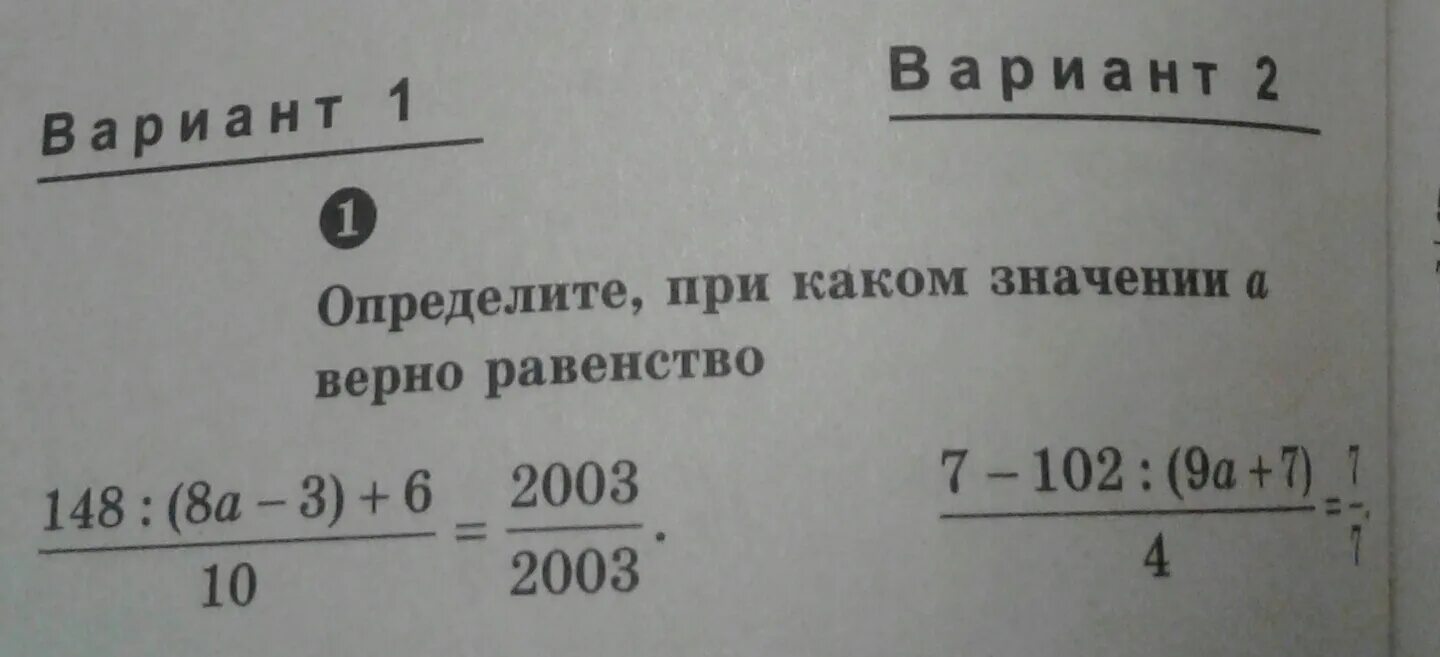 Вариант 1
Вариант 2
1
Определите, при каком значении a
верно равенство
148 : (8a – 3) + 6
10
=
2003
2003
.
7 – 102 : (9a + 7)
4
=
7
7
.